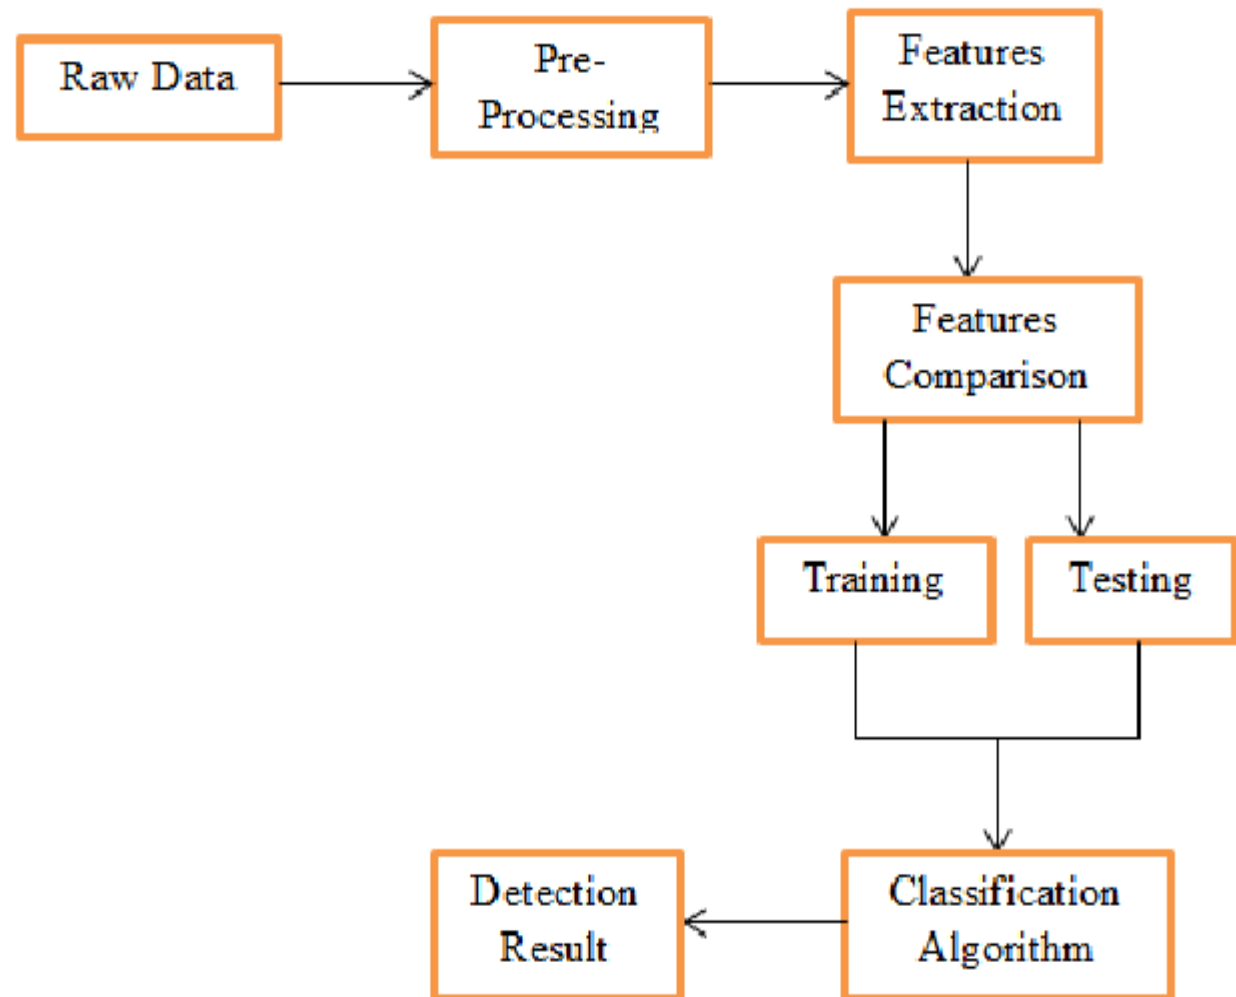 Raw Data
Pre-
Processing
Features
Extraction
Features
Comparison
Training
Testing
Classification
Algorithm
Detection
Result